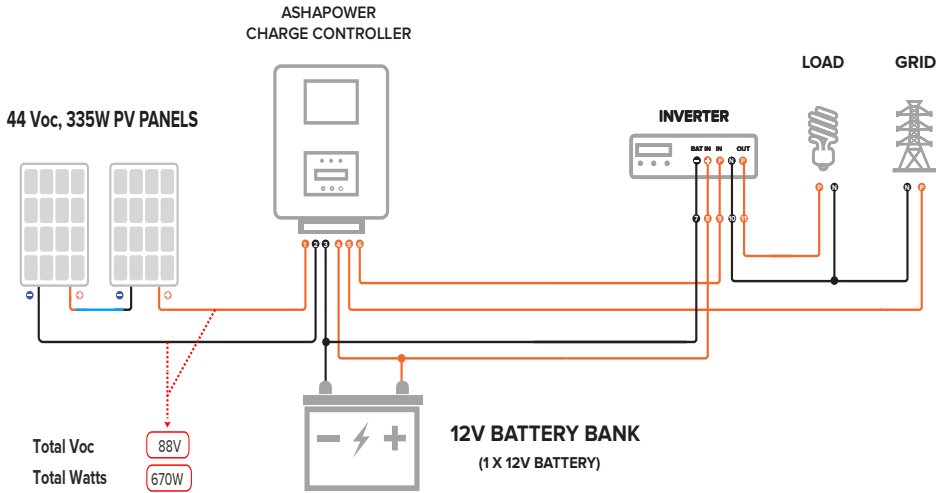 ASHAPOWER
CHARGE CONTROLLER
LOAD
GRID
44 Voc, 335W PV PANELS
INVERTER
BAT IN IN OUT
P N P
P N
N P
7 8 9 10 11
1 2 3 4 5 6
12V BATTERY BANK
(1 X 12V BATTERY)
Total Voc 88V
Total Watts 670W